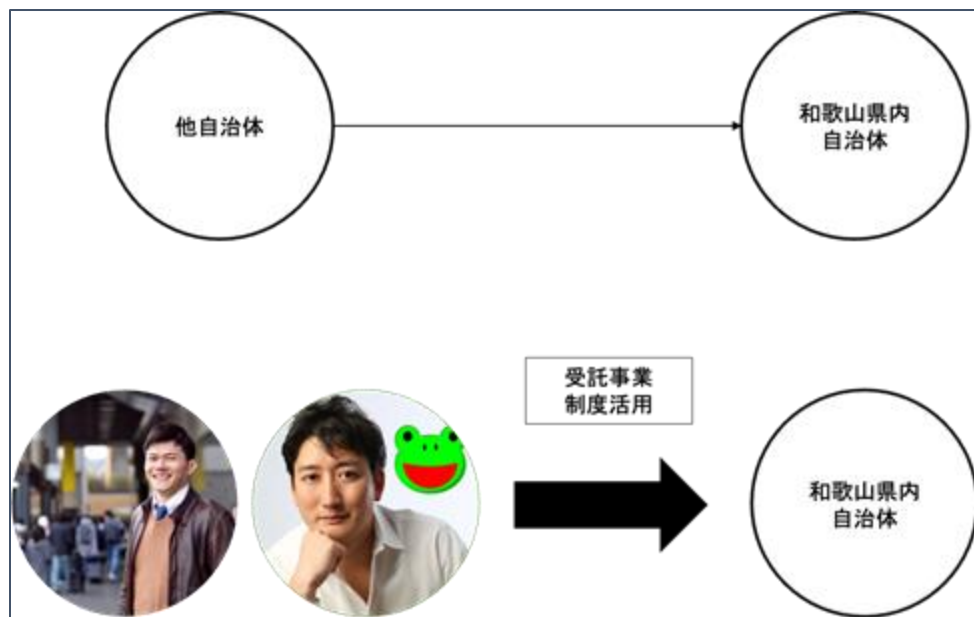 他自治体
和歌山県内
自治体
受託事業
制度活用
和歌山県内
自治体